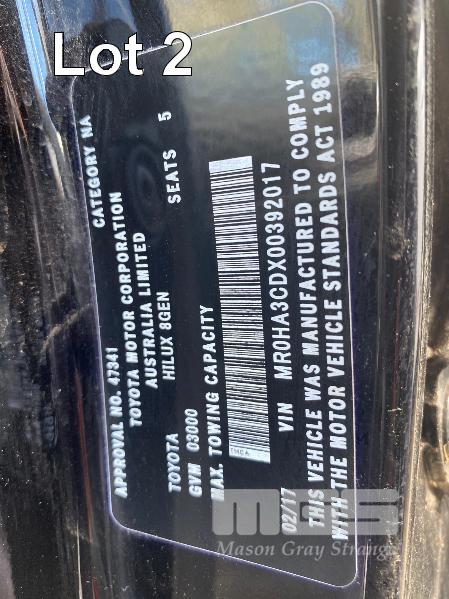 Lot 2
APPROVAL NO. 47341 CATEGORY NA
TOYOTA MOTOR CORPORATION
AUSTRALIA LIMITED
TOYOTA HILUX 8GEN
GVM 03000 SEATS 5
MAX. TOWING CAPACITY
TMCA
02/17 VIN MR0HA3CDX00392017
THIS VEHICLE WAS MANUFACTURED TO COMPLY
WITH THE MOTOR VEHICLE STANDARDS ACT 1989
MGS
Mason Gray Strange